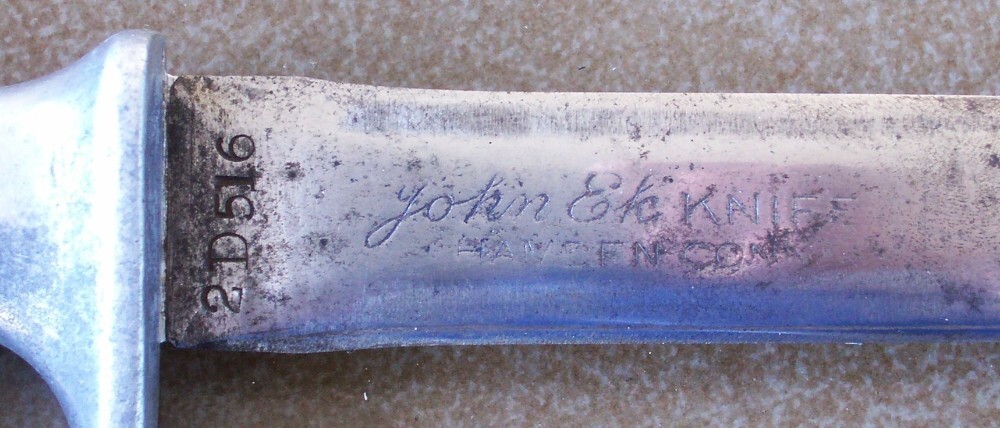 2D516
John Ek KNIFE
HAMDEN CONN